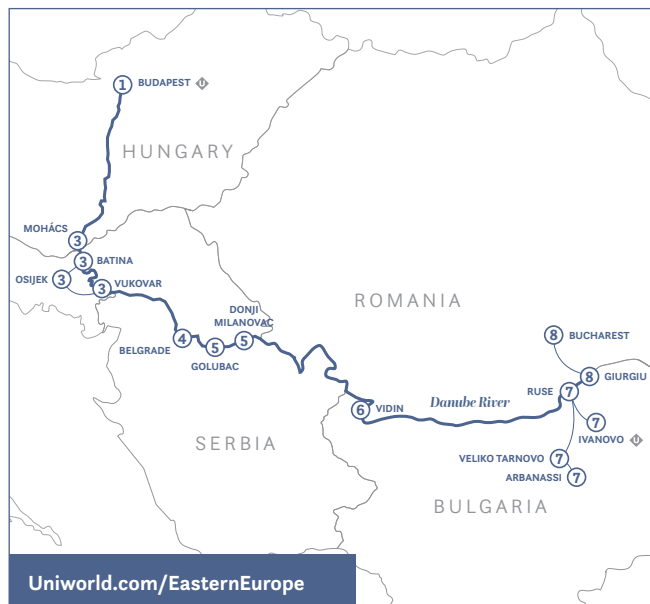 1 BUDAPEST U
HUNGARY
MOHÁCS 3
3 BATINA
OSIJEK 3
3 VUKOVAR
DONJI
MILANOVAC
5
BELGRADE 4
5
GOLUBAC
ROMANIA
8 BUCHAREST
8 GIURGIU
RUSE 7
Danube River
6 VIDIN
7
IVANOVO U
SERBIA
VELIKO TARNOVO 7
ARBANASSI 7
BULGARIA
Uniworld.com/EasternEurope